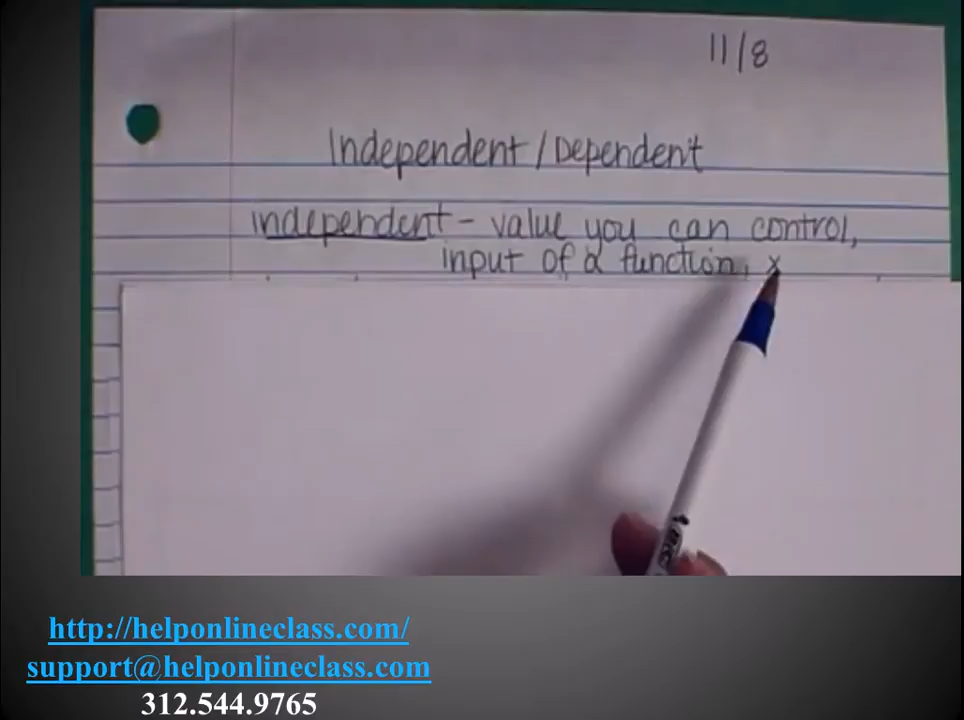 11/8
Independent / Dependent
independent - value you can control,
input of a function, x
BIC
http://helponlineclass.com/
support@helponlineclass.com
312.544.9765